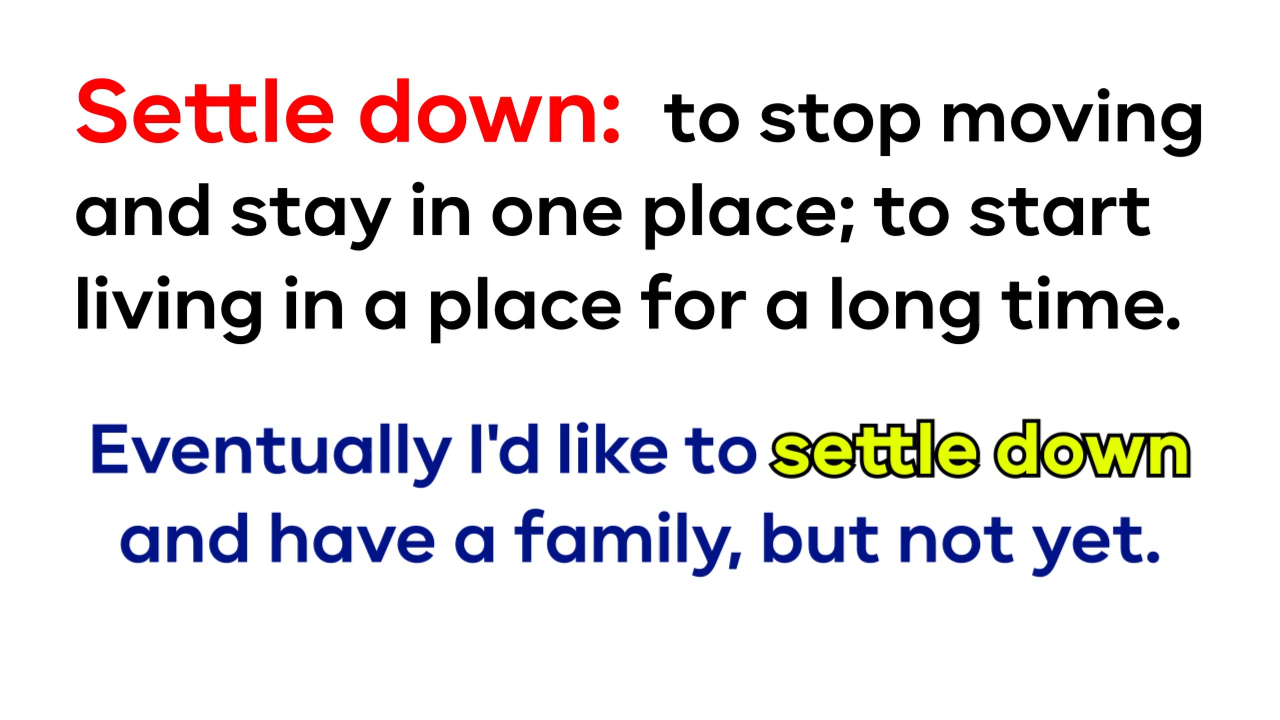 Settle down: to stop moving
and stay in one place; to start
living in a place for a long time.
Eventually I'd like to settle down
and have a family, but not yet.